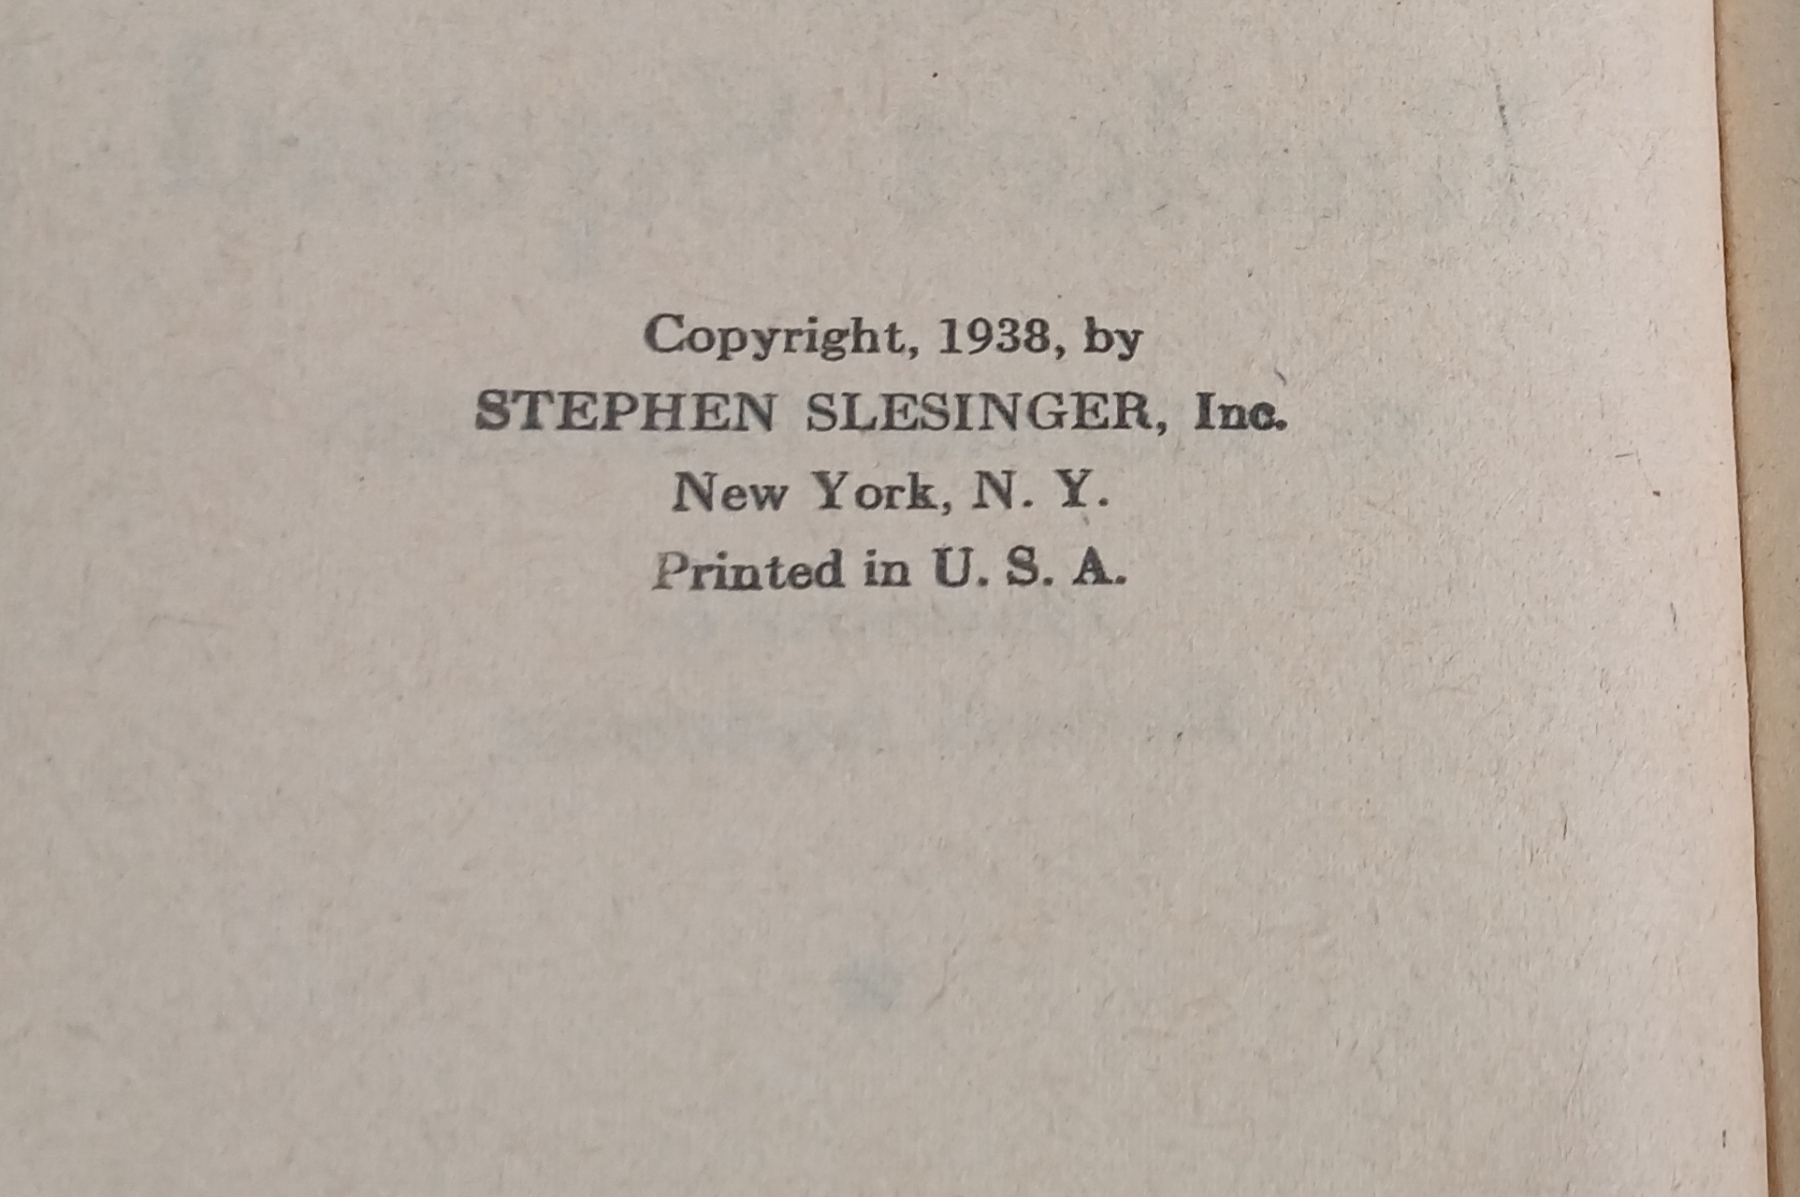 Copyright, 1938, by
STEPHEN SLESINGER, Inc.
New York, N. Y.
Printed in U. S. A.